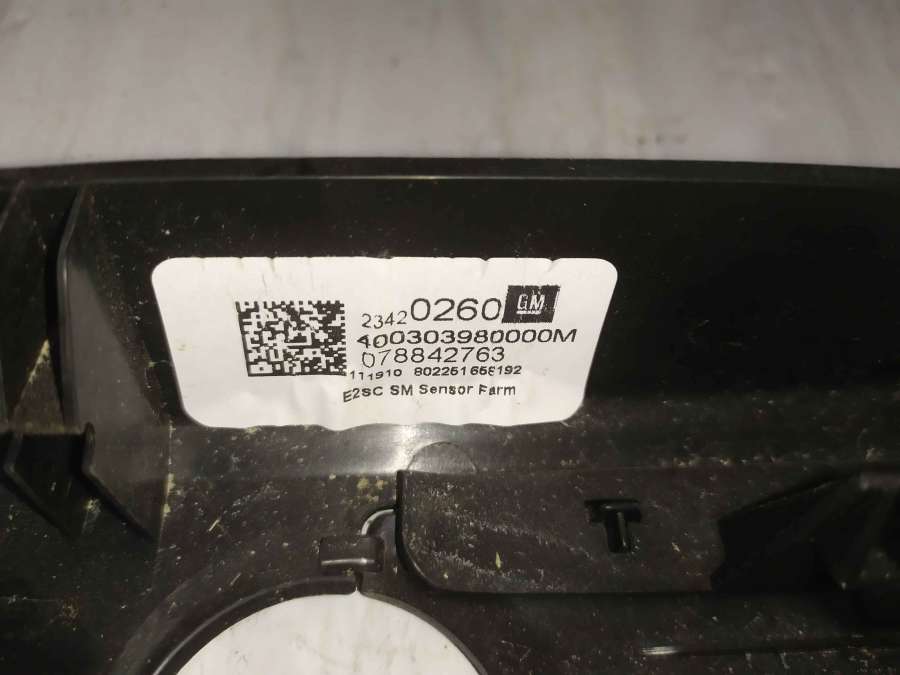 23420260 GM
400303980000M
078842763
111910 802251658192
E2SC SM Sensor Farm